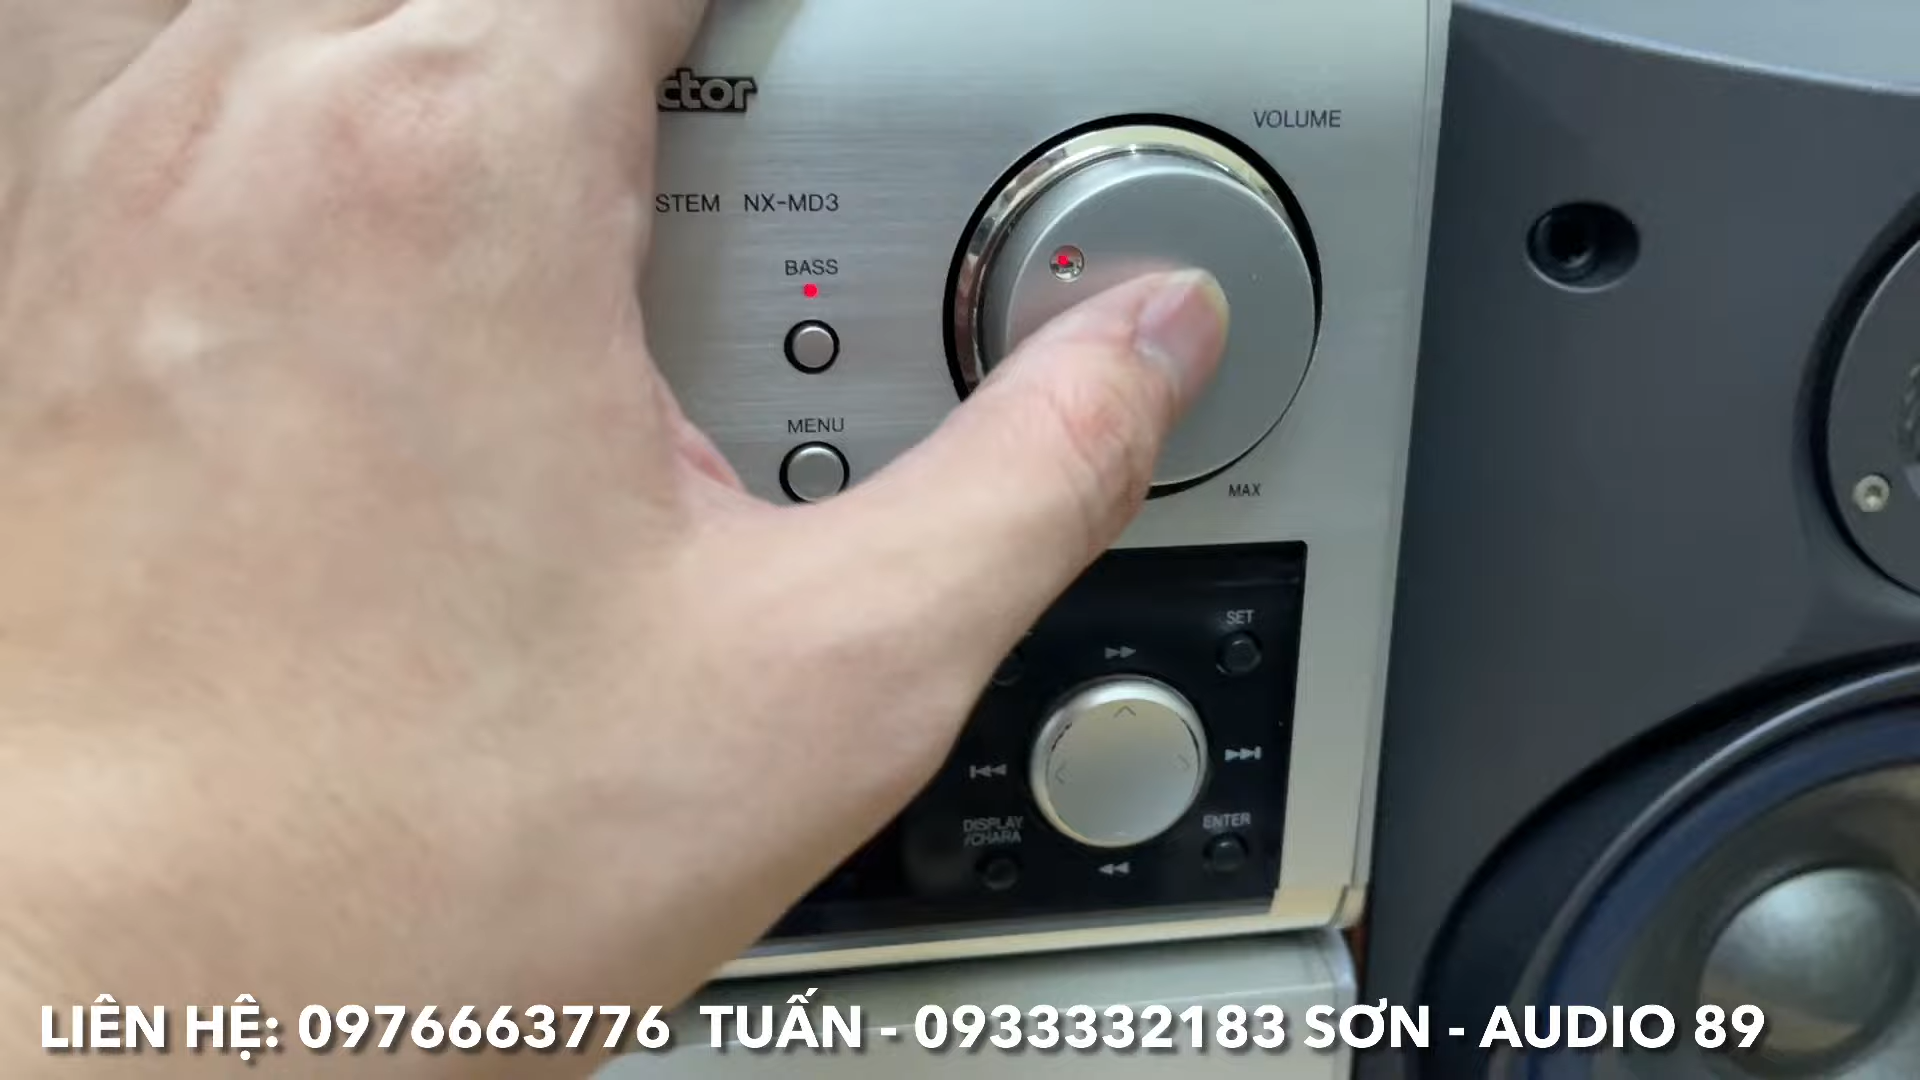 ctor
VOLUME
STEM NX-MD3
BASS
MENU
MAX
SET
DISPLAY
/CHARA
ENTER
LIÊN HỆ: 0976663776 TUẤN - 0933332183 SƠN - AUDIO 89